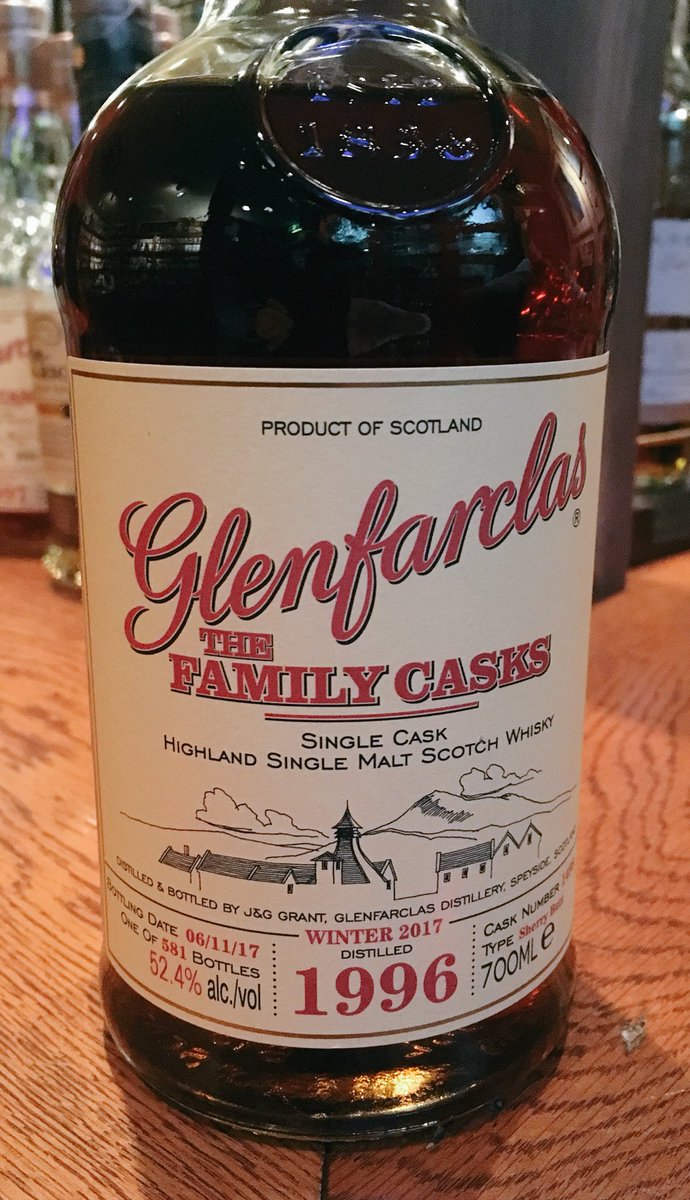 1836
PRODUCT OF SCOTLAND
Glenfarclas®
THE
FAMILY CASKS
SINGLE CASK
HIGHLAND SINGLE MALT SCOTCH WHISKY
DISTILLED & BOTTLED BY J&G GRANT, GLENFARCLAS DISTILLERY, SPEYSIDE, SCOTLAND
BOTTLING DATE 06/11/17
ONE OF 581 BOTTLES
52.4% alc./vol
WINTER 2017
DISTILLED
1996
CASK NUMBER
TYPE Sherry Butt
700ML e